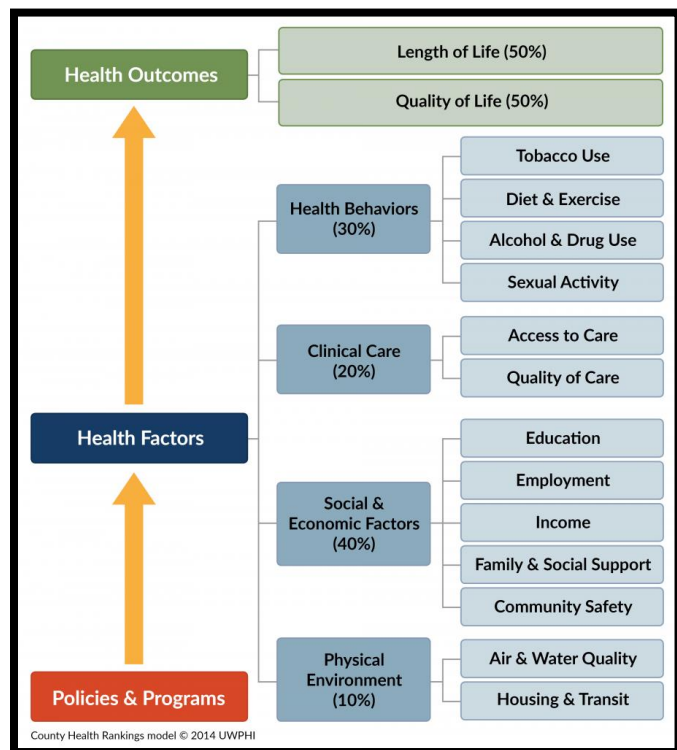 Health Outcomes
Length of Life (50%)
Quality of Life (50%)
Health Behaviors
(30%)
Tobacco Use
Diet & Exercise
Alcohol & Drug Use
Sexual Activity
Clinical Care
(20%)
Access to Care
Quality of Care
Health Factors
Social &
Economic Factors
(40%)
Education
Employment
Income
Family & Social Support
Community Safety
Physical
Environment
(10%)
Air & Water Quality
Housing & Transit
Policies & Programs
County Health Rankings model © 2014 UWPHI